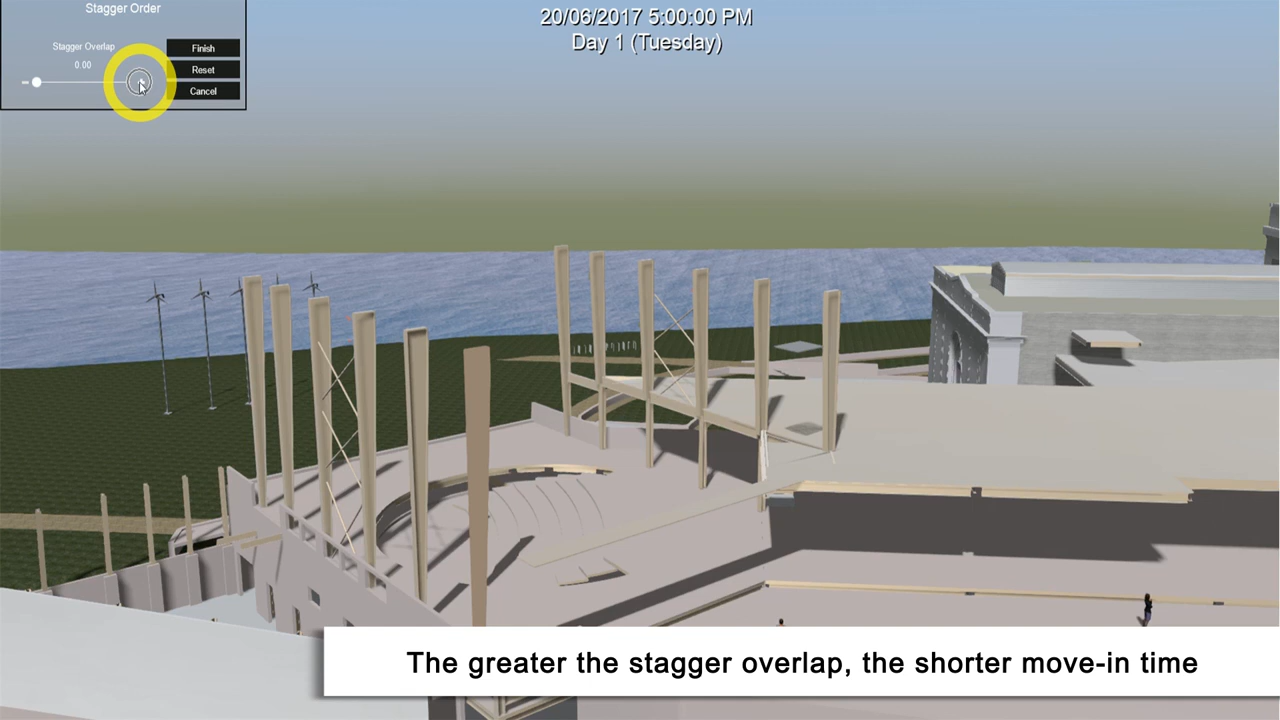 Stagger Order
Stagger Overlap
0.00
Finish
Reset
Cancel
20/06/2017 5:00:00 PM
Day 1 (Tuesday)
The greater the stagger overlap, the shorter move-in time